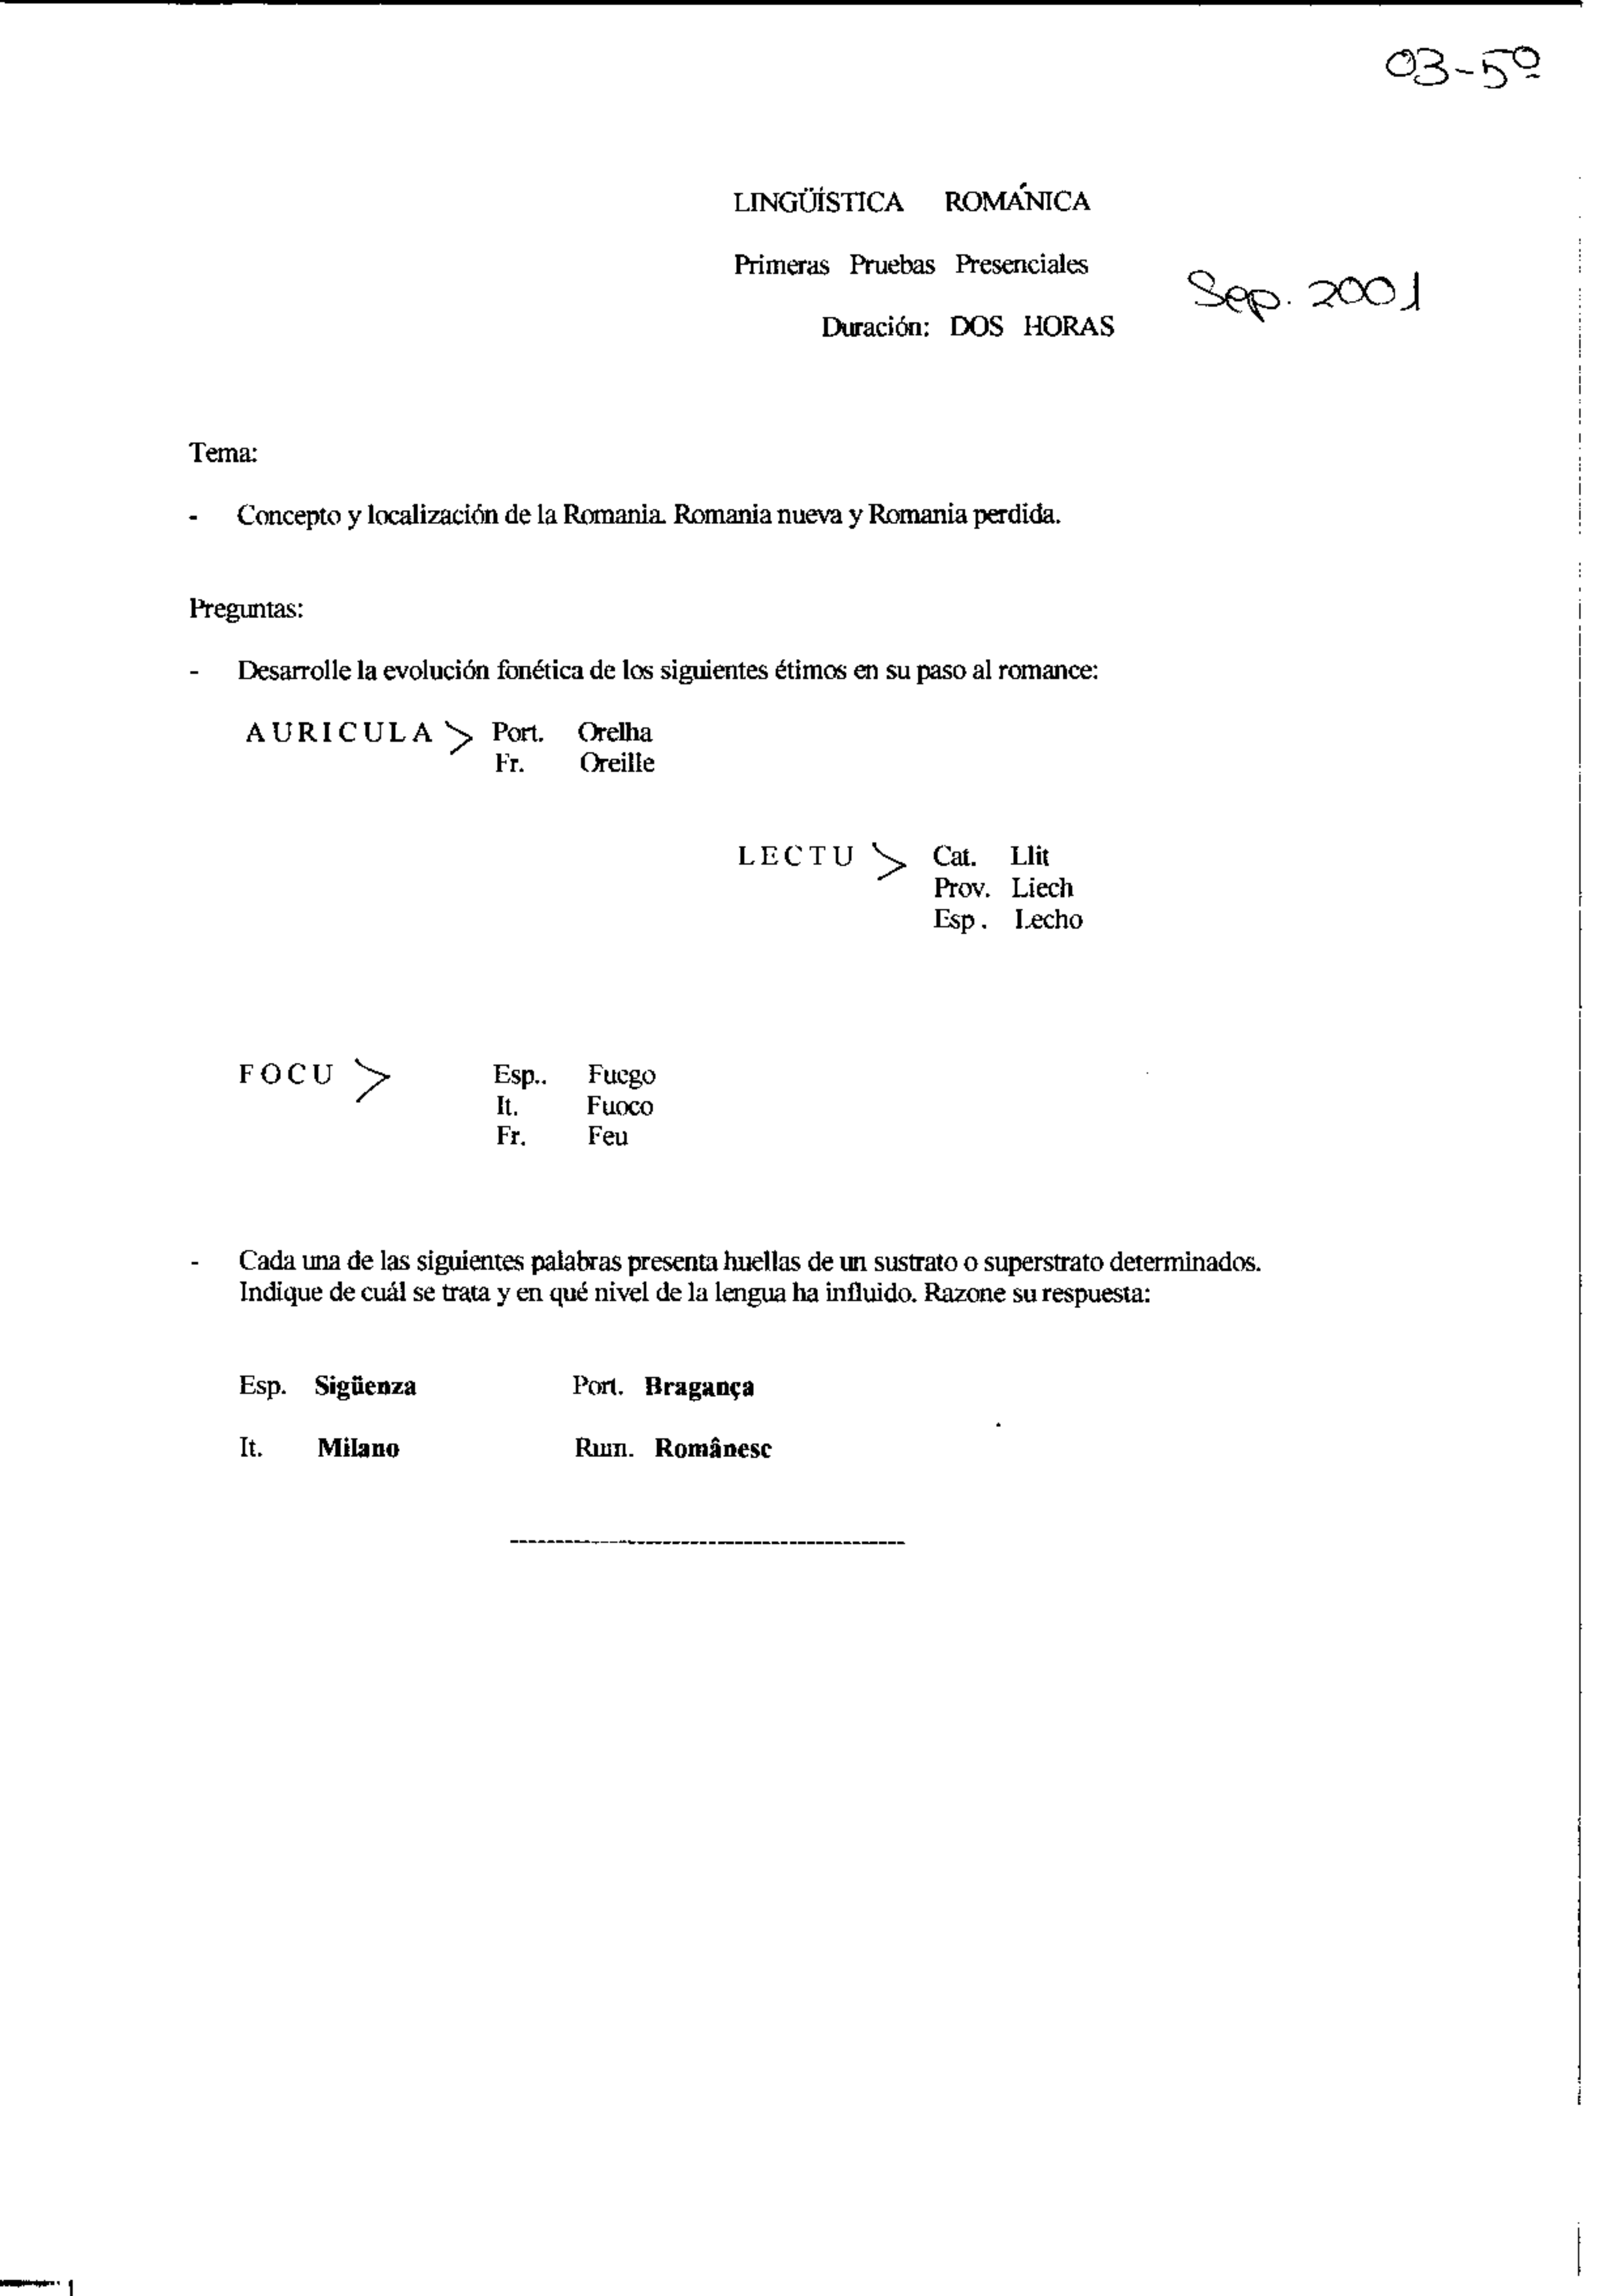 03-5º
LINGÜÍSTICA ROMÁNICA
Primeras Pruebas Presenciales
Sep. 2001
Duración: DOS HORAS
Tema:
- Concepto y localización de la Romania. Romania nueva y Romania perdida.
Preguntas:
- Desarrolle la evolución fonética de los siguientes étimos en su paso al romance:
AURICULA > Port. Orelha
Fr. Oreille
LECTU > Cat. Llit
Prov. Liech
Esp. Lecho
FOCU > Esp.. Fuego
It. Fuoco
Fr. Feu
- Cada una de las siguientes palabras presenta huellas de un sustrato o superstrato determinados.
Indique de cuál se trata y en qué nivel de la lengua ha influido. Razone su respuesta:
Esp. Sigüenza Port. Bragança
It. Milano Rum. Românesc